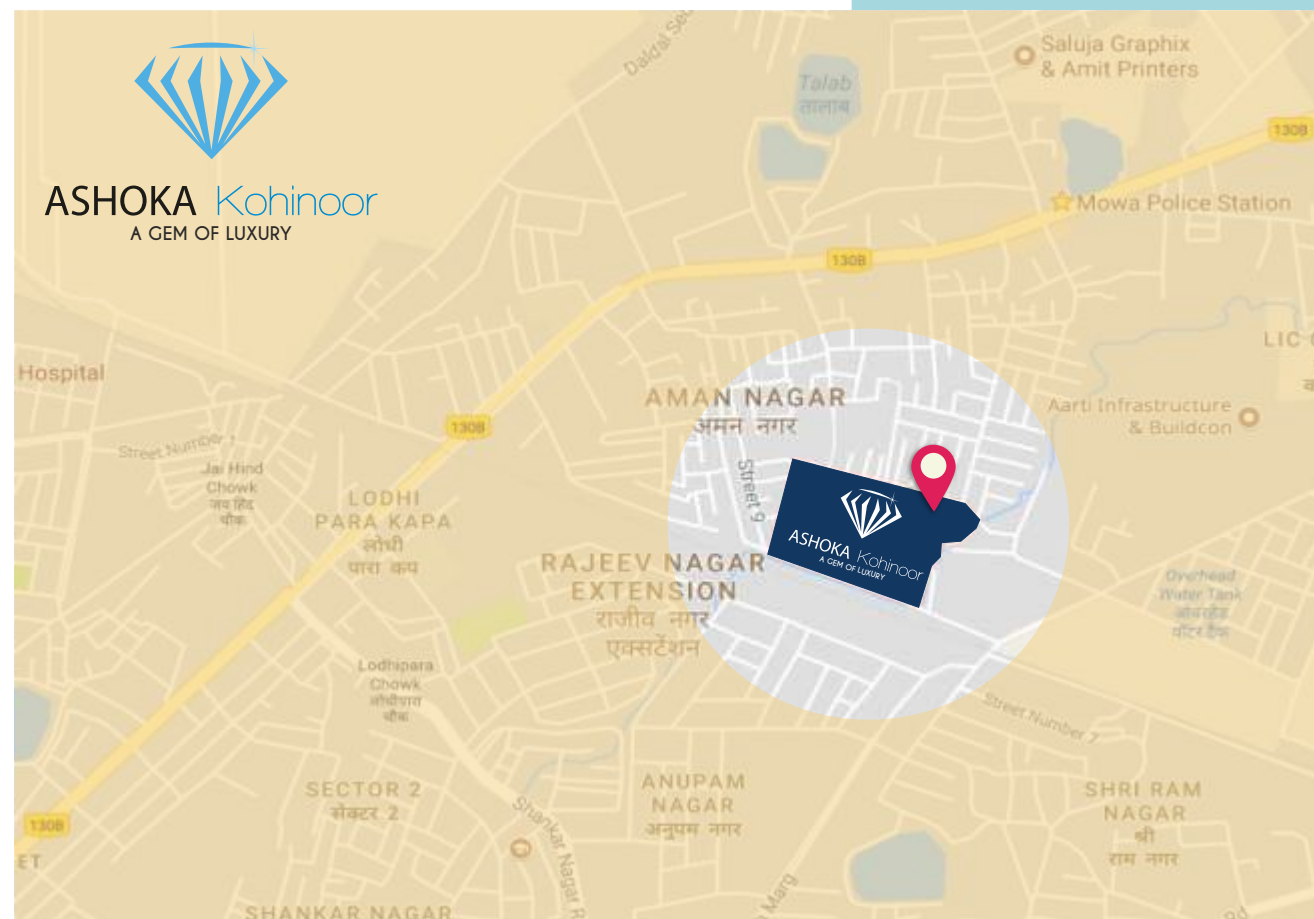 ASHOKA Kohinoor
A GEM OF LUXURY
Saluja Graphix
& Amit Printers
Talab
तालाब
130B
Mowa Police Station
130B
LIC
Hospital
AMAN NAGAR
अमन नगर
Aarti Infrastructure
& Buildcon
130B
Street Number 1
Jai Hind
Chowk
जय हिंद
चौक
Street 9
LODHI
PARA KAPA
लोधी
पारा कप
ASHOKA Kohinoor
A GEM OF LUXURY
RAJEEV NAGAR
EXTENSION
राजीव नगर
एक्सटेंशन
Overhead
Water Tank
ओवरहेड
वॉटर टैंक
Lodhipara
Chowk
लोधीपारा
चौक
Street Number 7
SECTOR 2
सेक्टर 2
ANUPAM
NAGAR
अनुपम नगर
SHRI RAM
NAGAR
श्री
राम नगर
130B
ET
Shankar Nagar R
Marg
Rd
SHANKAR NAGAR